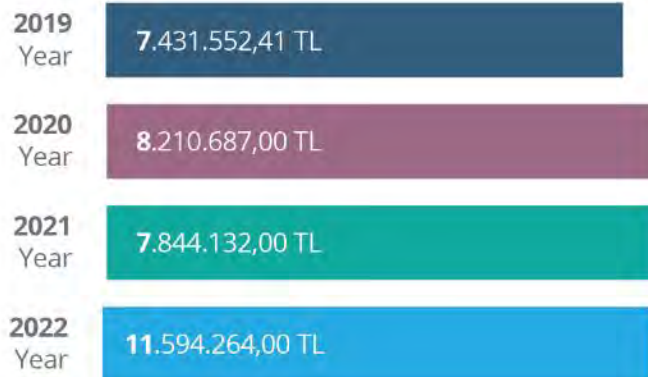 2019
Year
7.431.552,41 TL
2020
Year
8.210.687,00 TL
2021
Year
7.844.132,00 TL
2022
Year
11.594.264,00 TL